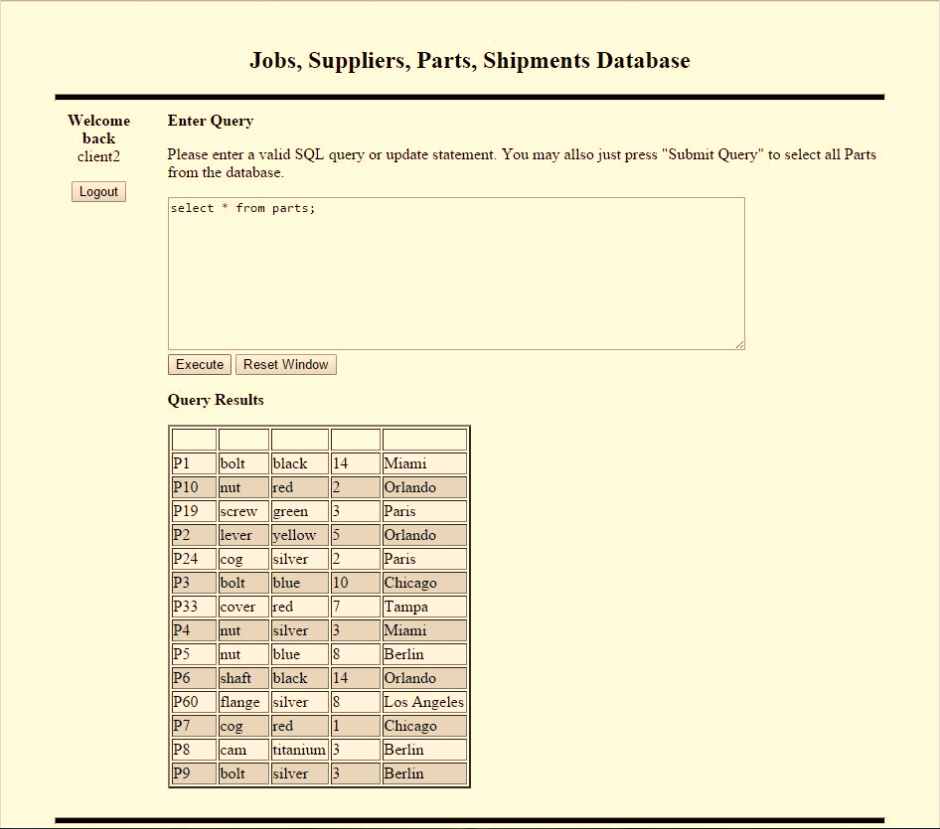 Jobs, Suppliers, Parts, Shipments Database
Welcome
back
client2
Logout
Enter Query
Please enter a valid SQL query or update statement. You may allso just press "Submit Query" to select all Parts
from the database.
select * from parts;
Execute Reset Window
Query Results
P1 bolt black 14 Miami
P10 nut red 2 Orlando
P19 screw green 3 Paris
P2 lever yellow 5 Orlando
P24 cog silver 2 Paris
P3 bolt blue 10 Chicago
P33 cover red 7 Tampa
P4 nut silver 3 Miami
P5 nut blue 8 Berlin
P6 shaft black 14 Orlando
P60 flange silver 8 Los Angeles
P7 cog red 1 Chicago
P8 cam titanium 3 Berlin
P9 bolt silver 3 Berlin